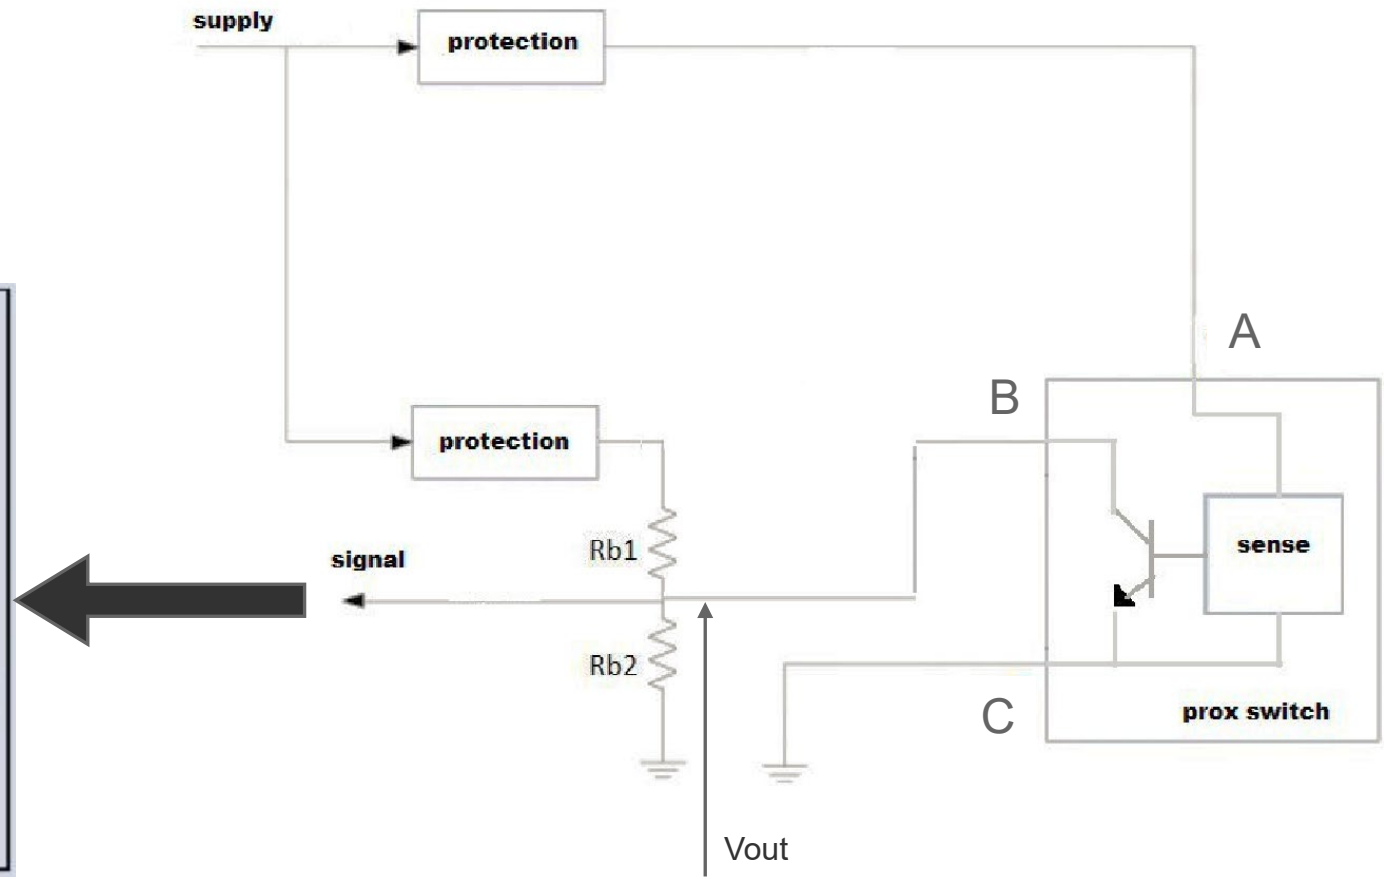 supply
protection
A
B
protection
Rb1
sense
signal
Rb2
C
prox switch
Vout